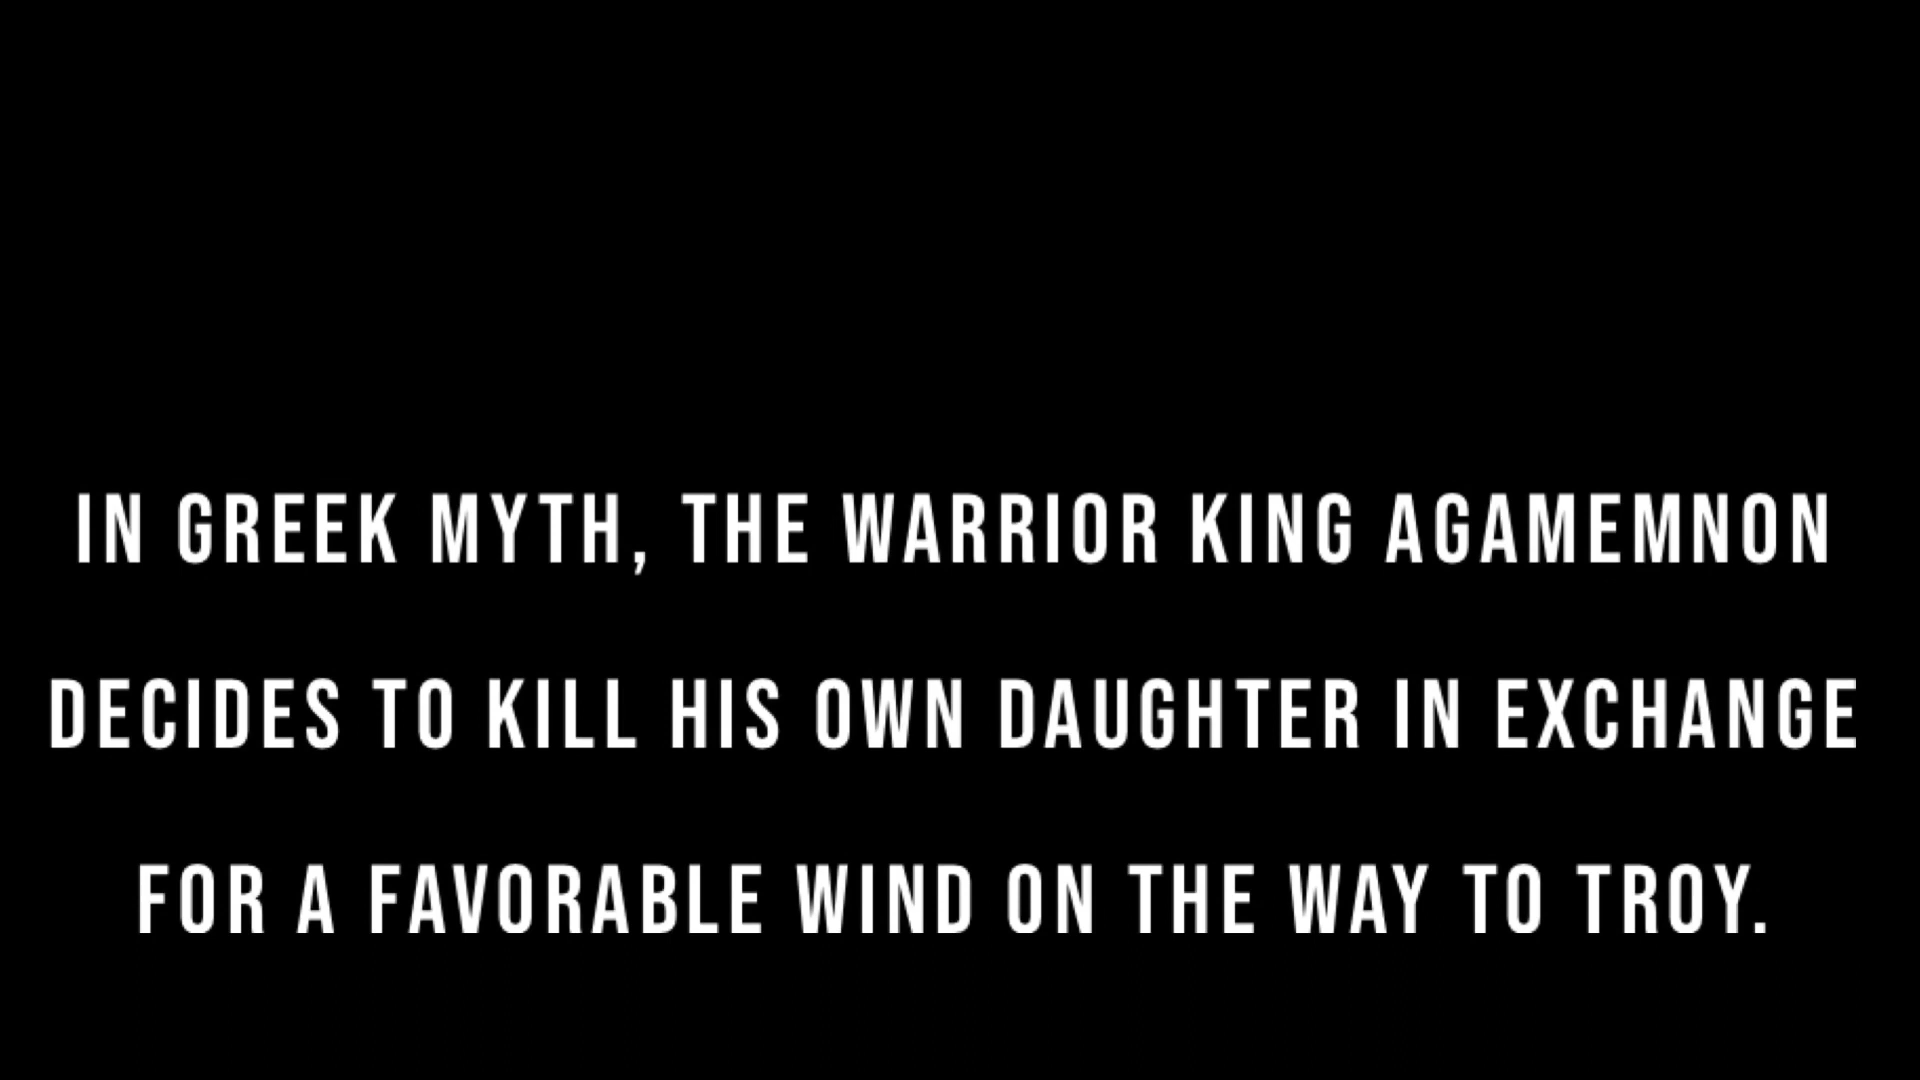 IN GREEK MYTH, THE WARRIOR KING AGAMEMNON
DECIDES TO KILL HIS OWN DAUGHTER IN EXCHANGE
FOR A FAVORABLE WIND ON THE WAY TO TROY.